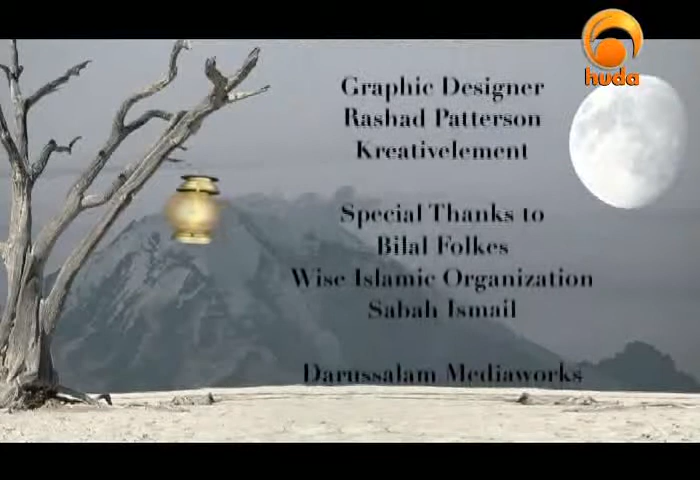 huda
Graphic Designer
Rashad Patterson
Kreativelement
Special Thanks to
Bilal Folkes
Wise Islamic Organization
Sabah Ismail
Darussalam Mediaworks